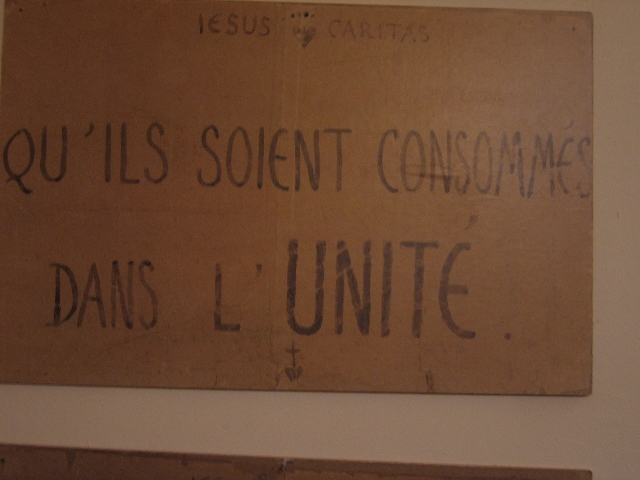 IESUS CARITAS
QU'ILS SOIENT CONSOMMÉS
DANS L'UNITÉ.